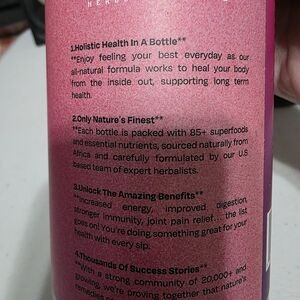 HERB
1.Holistic Health In A Bottle**
**Enjoy feeling your best everyday as our
all-natural formula works to heal your body
from the inside out, supporting long term
health.
2.Only Nature's Finest**
**Each bottle is packed with 85+ superfoods
and essential nutrients, sourced naturally from
Africa and carefully formulated by our U.S
based team of expert herbalists.
3.Unlock The Amazing Benefits**
**Increased energy, improved digestion,
stronger immunity, joint pain relief... the list
goes on! You're doing something great for your
health with every sip.
4.Thousands Of Success Stories**
**With a strong community of 20,000+ and
growing, we're proving together that nature's
remedies